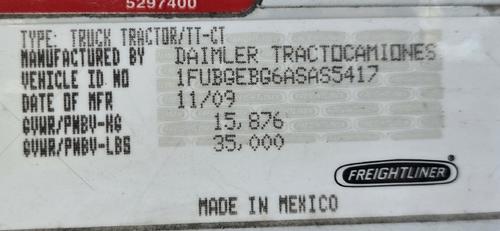 5297400
TYPE: TRUCK TRACTOR/TT-CT
MANUFACTURED BY DAIMLER TRACTOCAMIONES
VEHICLE ID NO 1FUBGEBG6ASAS5417
DATE OF MFR 11/09
GVWR/PNBV-KG 15,876
GVWR/PNBV-LBS 35,000
FREIGHTLINER
MADE IN MEXICO